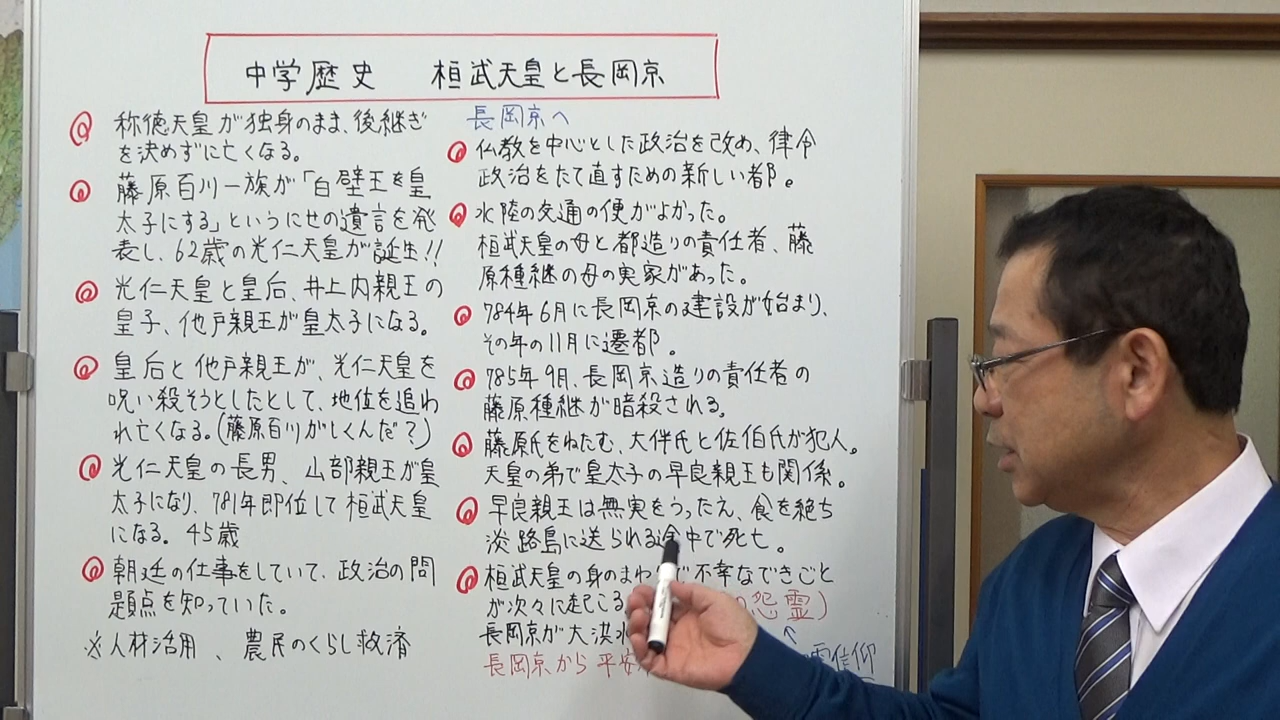 中学歴史　桓武天皇と長岡京
称徳天皇が独身のまま、後継ぎ
を決めずに亡くなる。
藤原百川一族が「白壁王を皇
太子にする」というにせの遺言を発
表し、62歳の光仁天皇が誕生!!
光仁天皇と皇后、井上内親王の
皇子、他戸親王が皇太子になる。
皇后と他戸親王が、光仁天皇を
呪い殺そうとしたとして、地位を追わ
れ亡くなる。(藤原百川がしくんだ?)
光仁天皇の長男、山部親王が皇
太子になり、781年即位して桓武天皇
になる。45歳
朝廷の仕事をしていて、政治の問
題点を知っていた。
※人材活用、農民のくらし救済
長岡京へ
仏教を中心とした政治を改め、律令
政治をたて直すための新しい都。
水陸の交通の便がよかった。
桓武天皇の母と都造りの責任者、藤
原種継の母の実家があった。
784年6月に長岡京の建設が始まり、
その年の11月に遷都。
785年9月、長岡京造りの責任者の
藤原種継が暗殺される。
藤原氏をねたむ、大伴氏と佐伯氏が犯人。
天皇の弟で皇太子の早良親王も関係。
早良親王は無実をうったえ、食を絶ち
淡路島に送られる途中で死亡。
桓武天皇の身のまわ 不幸なできごと
が次々に起こる の怨霊)
長岡京が大洪水
長岡京から平安 霊信仰